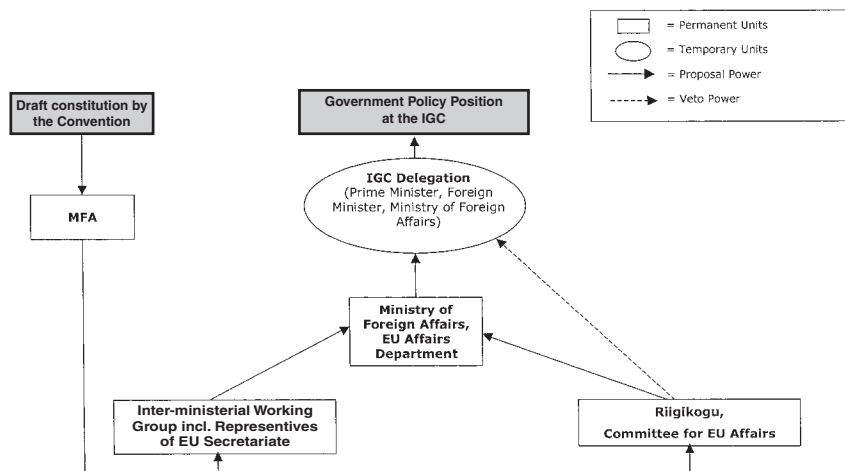 = Permanent Units
= Temporary Units
= Proposal Power
= Veto Power
Draft constitution by
the Convention
Government Policy Position
at the IGC
IGC Delegation
(Prime Minister, Foreign
Minister, Ministry of Foreign
Affairs)
MFA
Ministry of
Foreign Affairs,
EU Affairs
Department
Inter-ministerial Working
Group incl. Representives
of EU Secretariate
Riigikogu,
Committee for EU Affairs